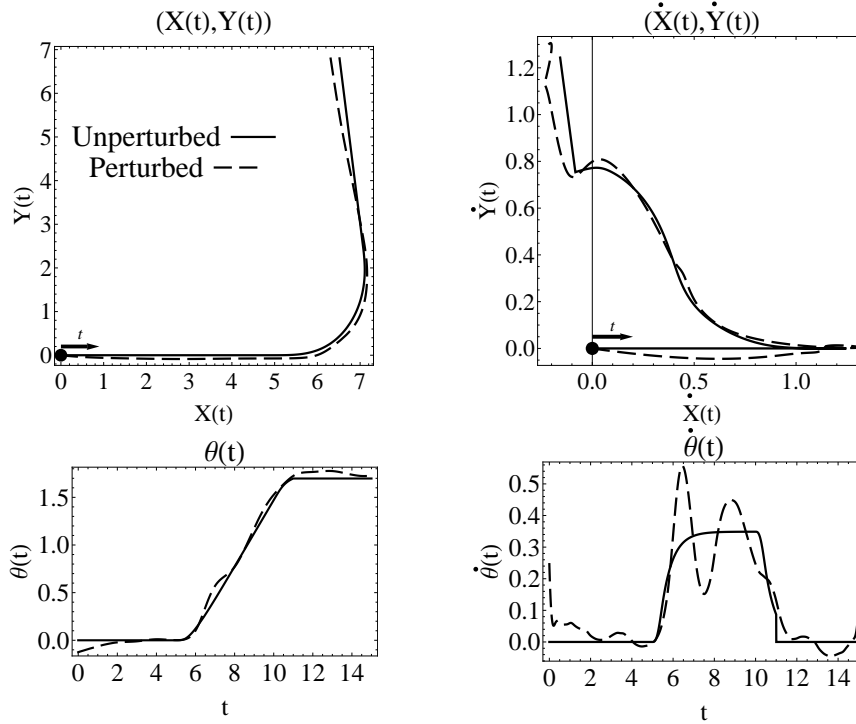 (X(t),Y(t))
7
6
5
4
3
2
1
0
Y(t)
Unperturbed
Perturbed
t
0 1 2 3 4 5 6 7
X(t)
(Ẋ(t),Ẏ(t))
1.2
1.0
0.8
0.6
0.4
0.2
0.0
Ẏ(t)
t
0.0 0.5 1.0
Ẋ(t)
θ(t)
1.5
1.0
0.5
0.0
θ(t)
0 2 4 6 8 10 12 14
t
θ̇(t)
0.5
0.4
0.3
0.2
0.1
0.0
θ̇(t)
0 2 4 6 8 10 12 14
t